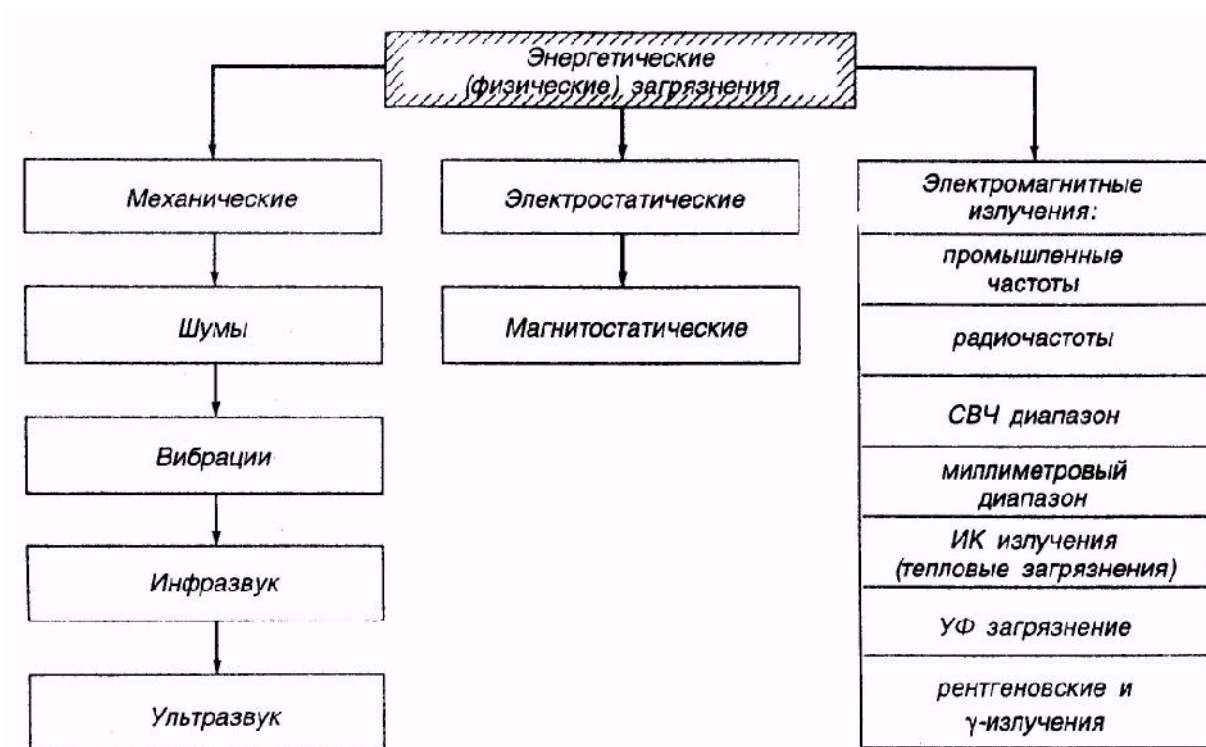 Энергетические
(физические) загрязнения
Механические
Шумы
Вибрации
Инфразвук
Ультразвук
Электростатические
Магнитостатические
Электромагнитные
излучения:
промышленные
частоты
радиочастоты
СВЧ диапазон
миллиметровый
диапазон
ИК излучения
(тепловые загрязнения)
УФ загрязнение
рентгеновские и
γ-излучения